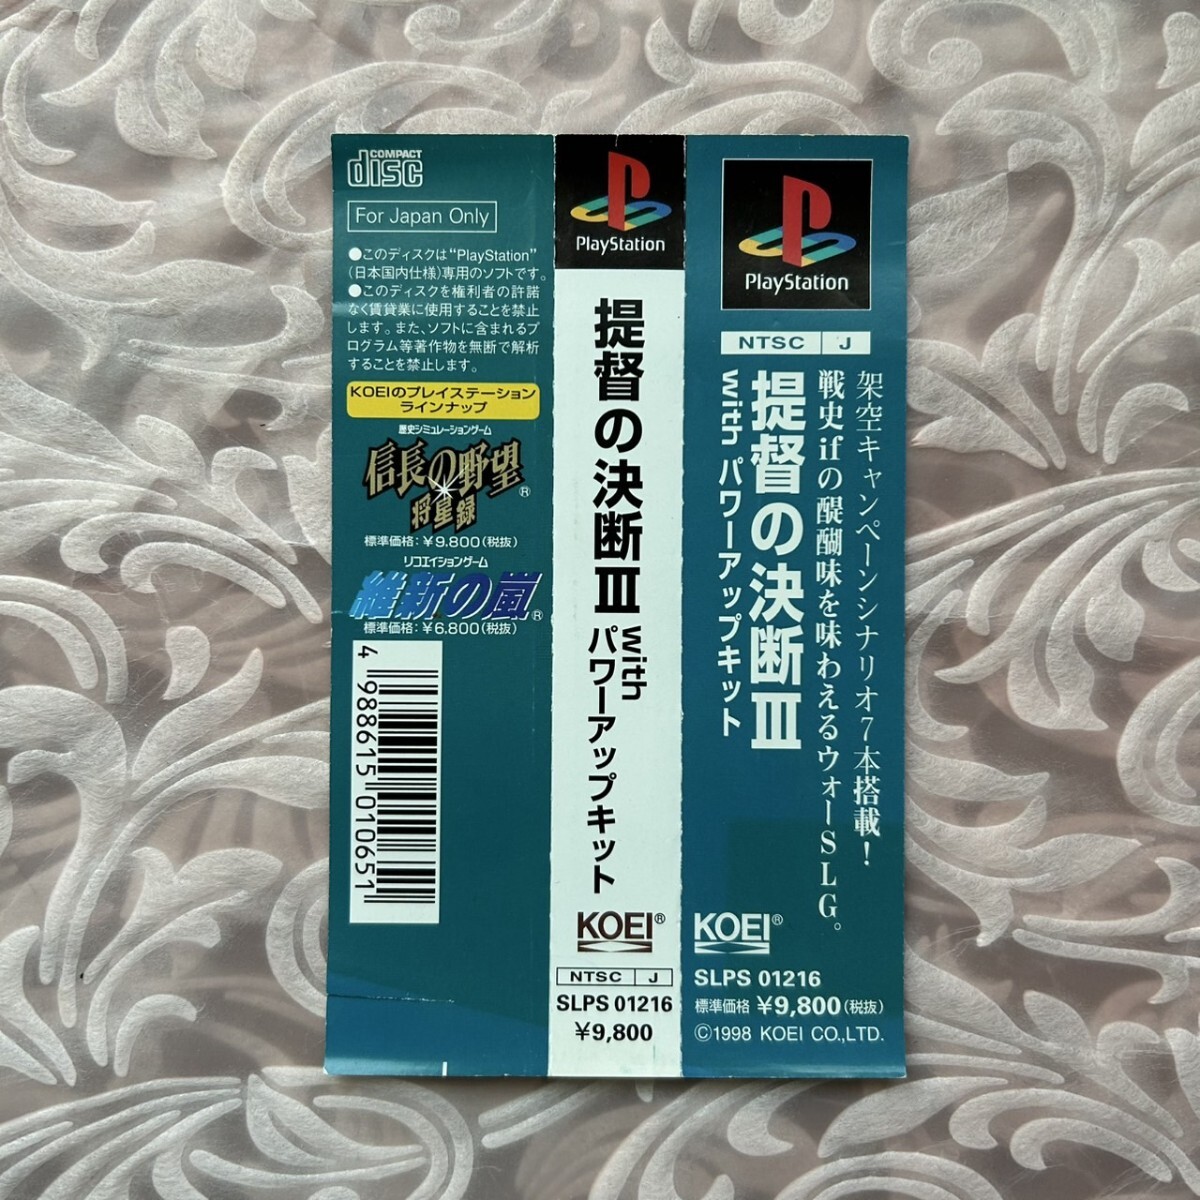 COMPACT
disc
For Japan Only
●このディスクは“PlayStation”
(日本国内仕様)専用のソフトです。
●このディスクを権利者の許諾
なく賃貸業に使用することを禁止
します。また、ソフトに含まれるプ
ログラム等著作物を無断で解析
することを禁止します。
KOEIのプレイステーション
ラインナップ
歴史シミュレーションゲーム
信長の野望®
将星録
標準価格:¥9.800(税抜)
リコエイションゲーム
維新の嵐®
標準価格:¥6.800(税抜)
4 988615 010651
PlayStation
提督の決断III
with
パワーアップキット
KOEI®
NTSC J
SLPS 01216
¥9,800
PlayStation
NTSC J
架空キャンペーンシナリオ7本搭載!
戦史ifの醍醐味を味わえるウォーSLG。
提督の決断III
with パワーアップキット
KOEI®
SLPS 01216
標準価格 ¥9,800(税抜)
©1998 KOEI CO.,LTD.